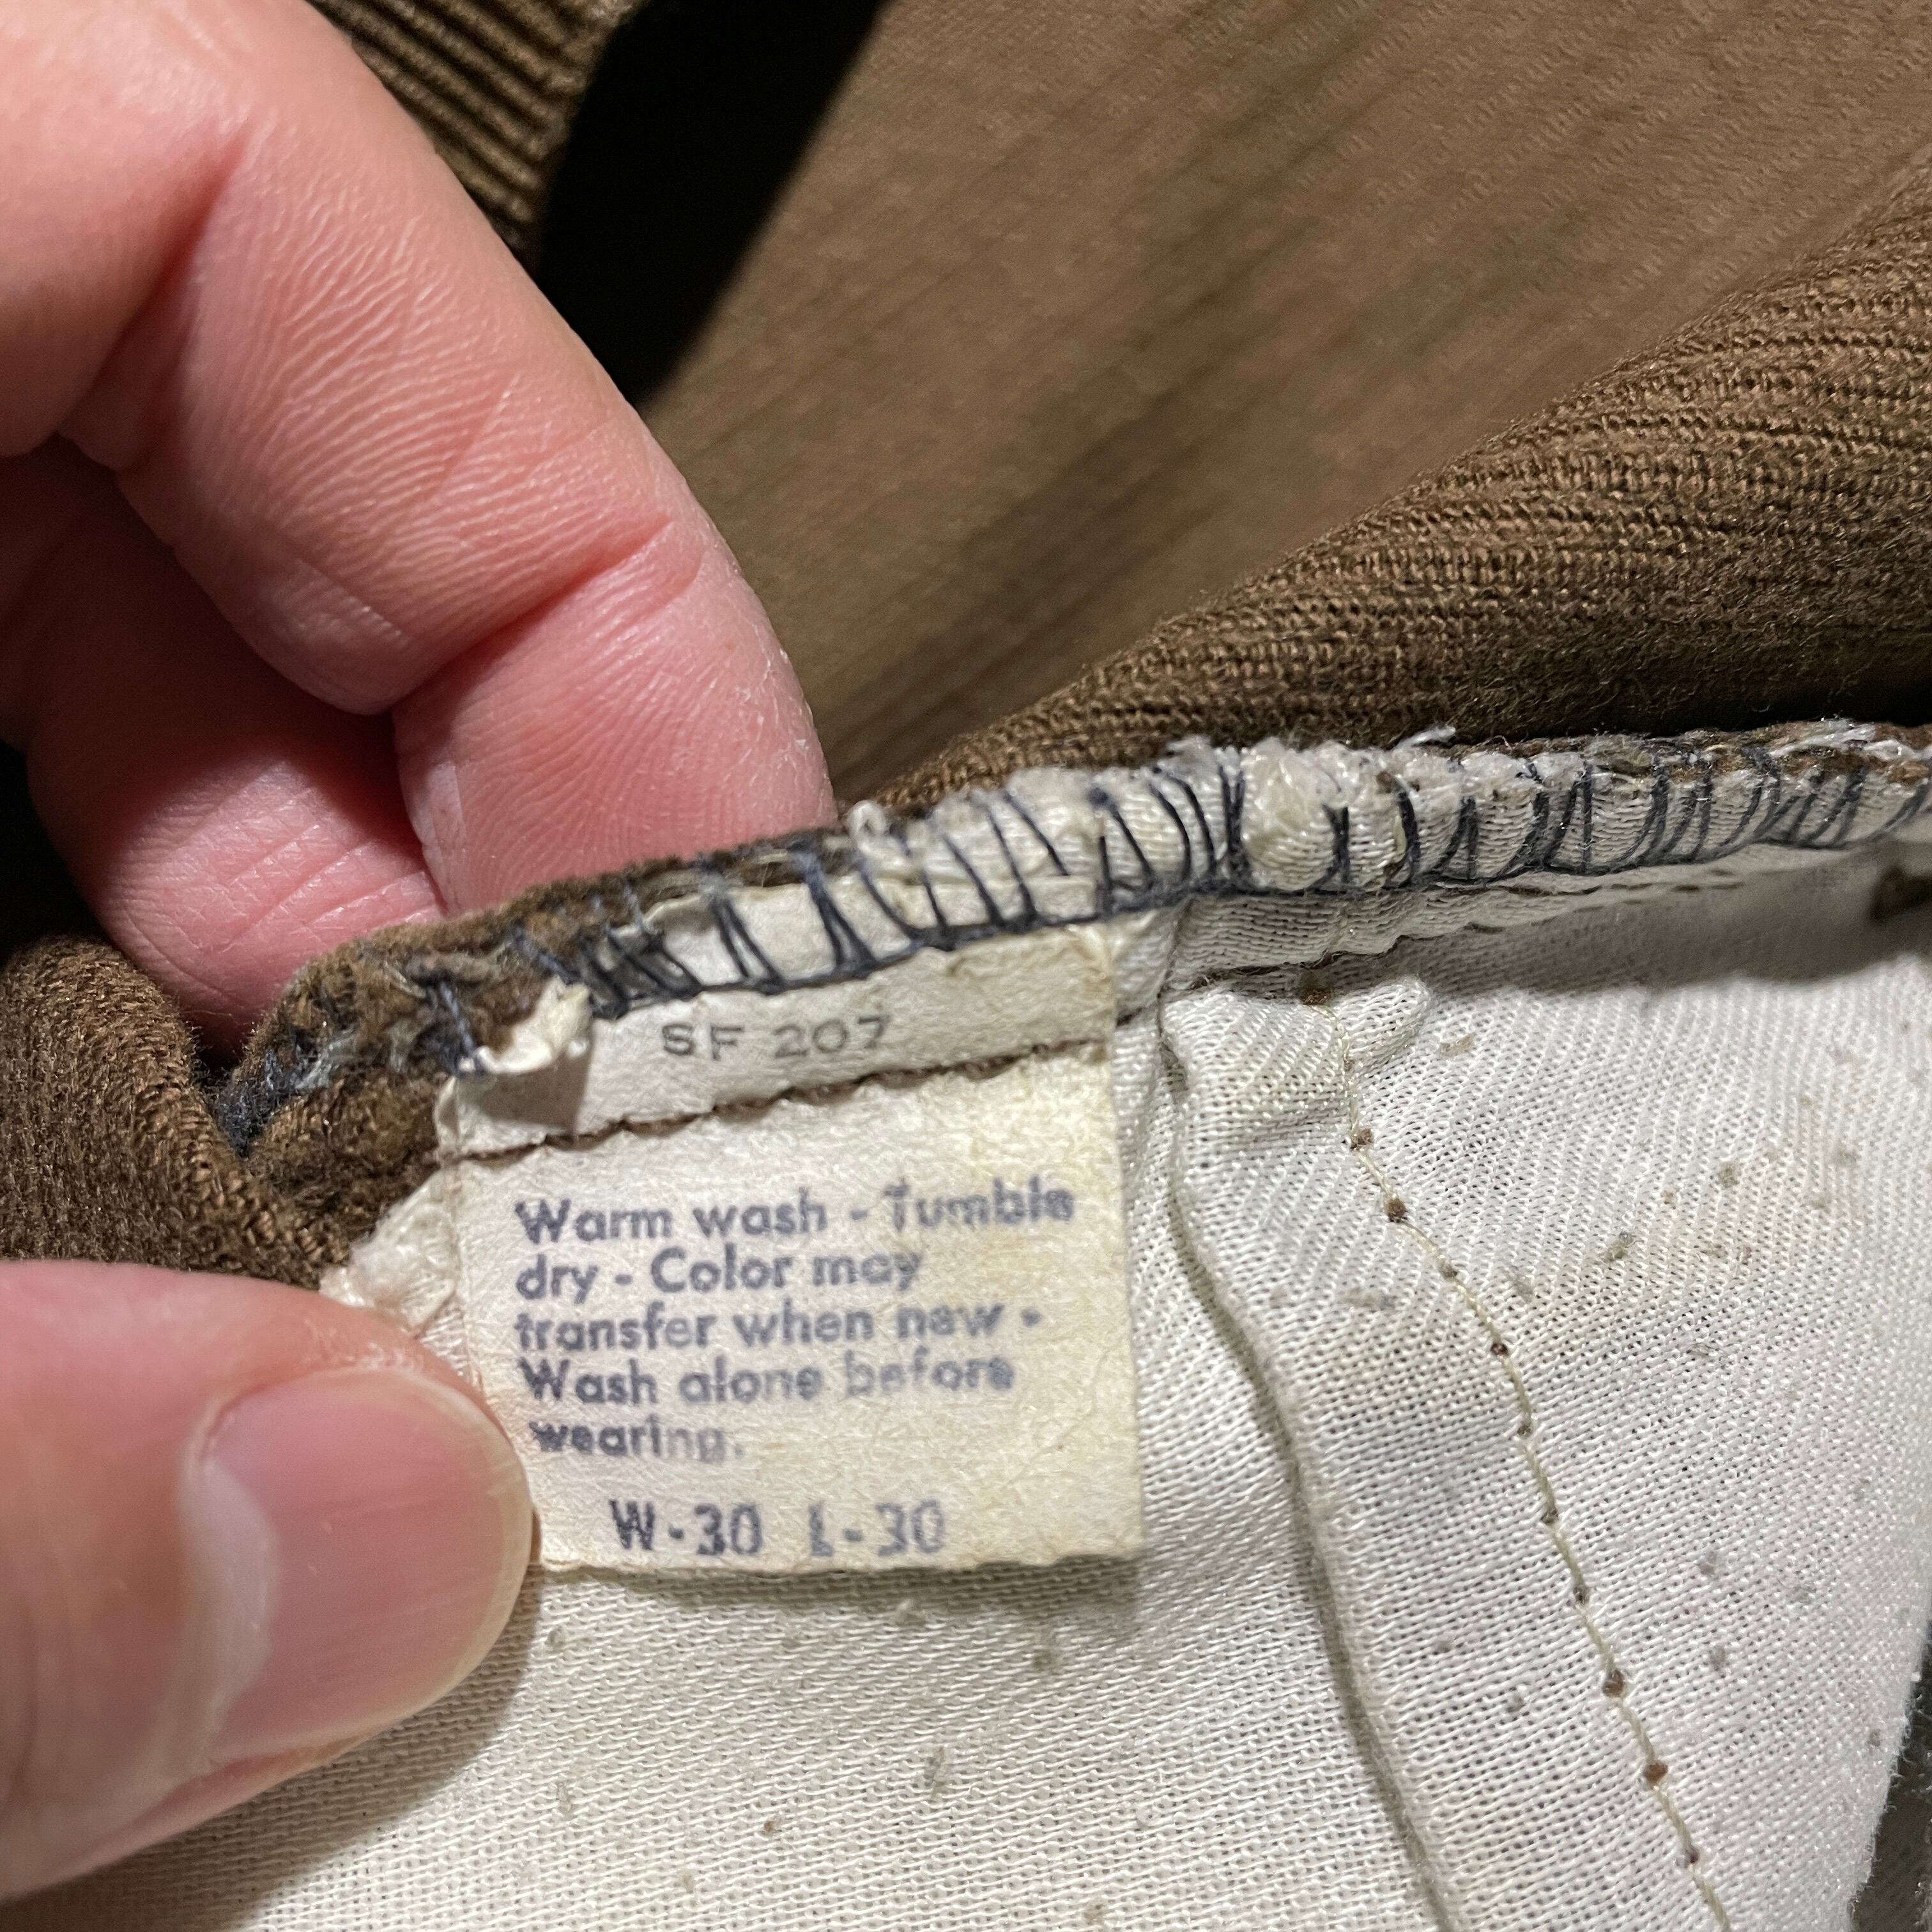 SF 207
Warm wash - Tumble
dry - Color may
transfer when new -
Wash alone before
wearing.
W-30 L-30